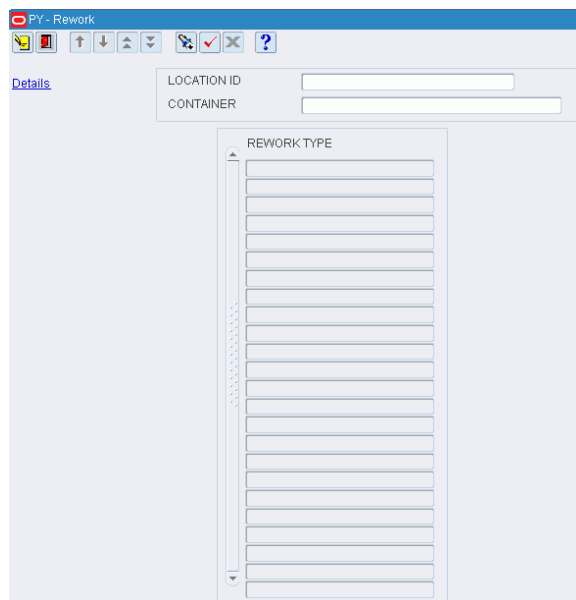 PY - Rework
Details
LOCATION ID
CONTAINER
REWORK TYPE